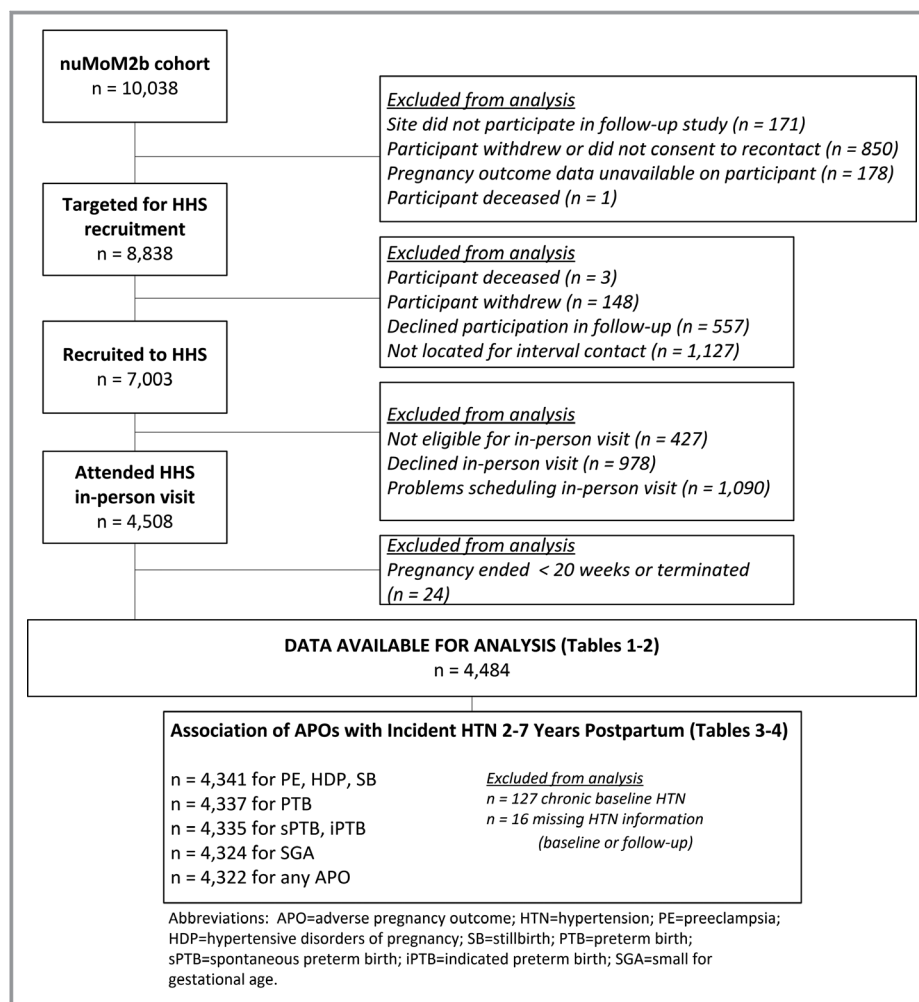 nuMoM2b cohort
n = 10,038
Excluded from analysis
Site did not participate in follow-up study (n = 171)
Participant withdrew or did not consent to recontact (n = 850)
Pregnancy outcome data unavailable on participant (n = 178)
Participant deceased (n = 1)
Targeted for HHS
recruitment
n = 8,838
Excluded from analysis
Participant deceased (n = 3)
Participant withdrew (n = 148)
Declined participation in follow-up (n = 557)
Not located for interval contact (n = 1,127)
Recruited to HHS
n = 7,003
Excluded from analysis
Not eligible for in-person visit (n = 427)
Declined in-person visit (n = 978)
Problems scheduling in-person visit (n = 1,090)
Attended HHS
in-person visit
n = 4,508
Excluded from analysis
Pregnancy ended < 20 weeks or terminated
(n = 24)
DATA AVAILABLE FOR ANALYSIS (Tables 1-2)
n = 4,484
Association of APOs with Incident HTN 2-7 Years Postpartum (Tables 3-4)
n = 4,341 for PE, HDP, SB
n = 4,337 for PTB
n = 4,335 for sPTB, iPTB
n = 4,324 for SGA
n = 4,322 for any APO
Excluded from analysis
n = 127 chronic baseline HTN
n = 16 missing HTN information
(baseline or follow-up)
Abbreviations: APO=adverse pregnancy outcome; HTN=hypertension; PE=preeclampsia;
HDP=hypertensive disorders of pregnancy; SB=stillbirth; PTB=preterm birth;
sPTB=spontaneous preterm birth; iPTB=indicated preterm birth; SGA=small for
gestational age.